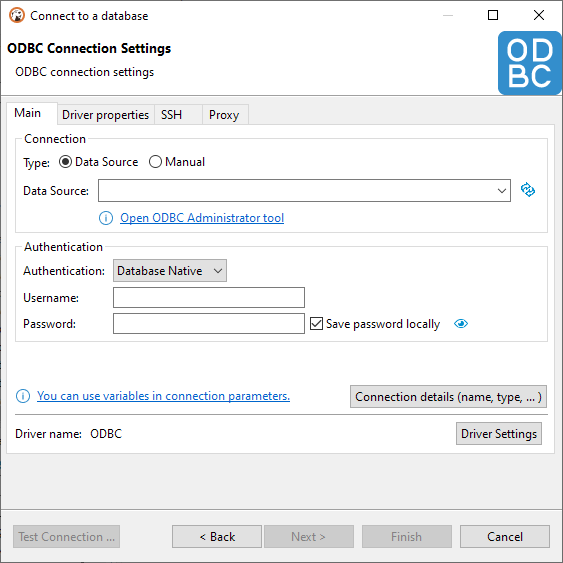 Connect to a database
ODBC Connection Settings
ODBC connection settings
OD
BC
Main Driver properties SSH Proxy
Connection
Type: Data Source Manual
Data Source:
Open ODBC Administrator tool
Authentication
Authentication: Database Native
Username:
Password: Save password locally
You can use variables in connection parameters. Connection details (name, type, ... )
Driver name: ODBC Driver Settings
Test Connection ... < Back Next > Finish Cancel